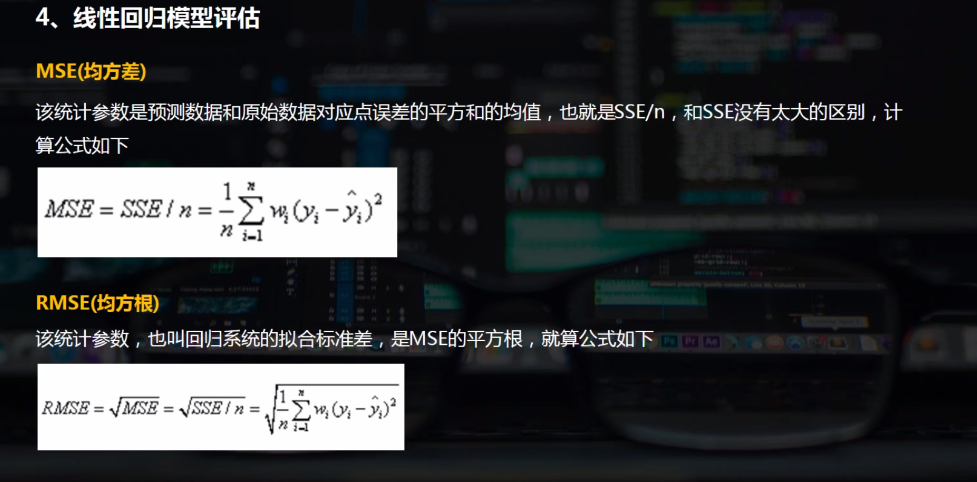 4、线性回归模型评估
MSE(均方差)
该统计参数是预测数据和原始数据对应点误差的平方和的均值，也就是SSE/n，和SSE没有太大的区别，计
算公式如下
MSE = SSE / n = \frac{1}{n} \sum_{i=1}^{n} w_i (y_i - \hat{y}_i)^2
RMSE(均方根)
该统计参数，也叫回归系统的拟合标准差，是MSE的平方根，就算公式如下
RMSE = \sqrt{MSE} = \sqrt{SSE / n} = \sqrt{\frac{1}{n} \sum_{i=1}^{n} w_i (y_i - \hat{y}_i)^2}
Ps Pr Ae